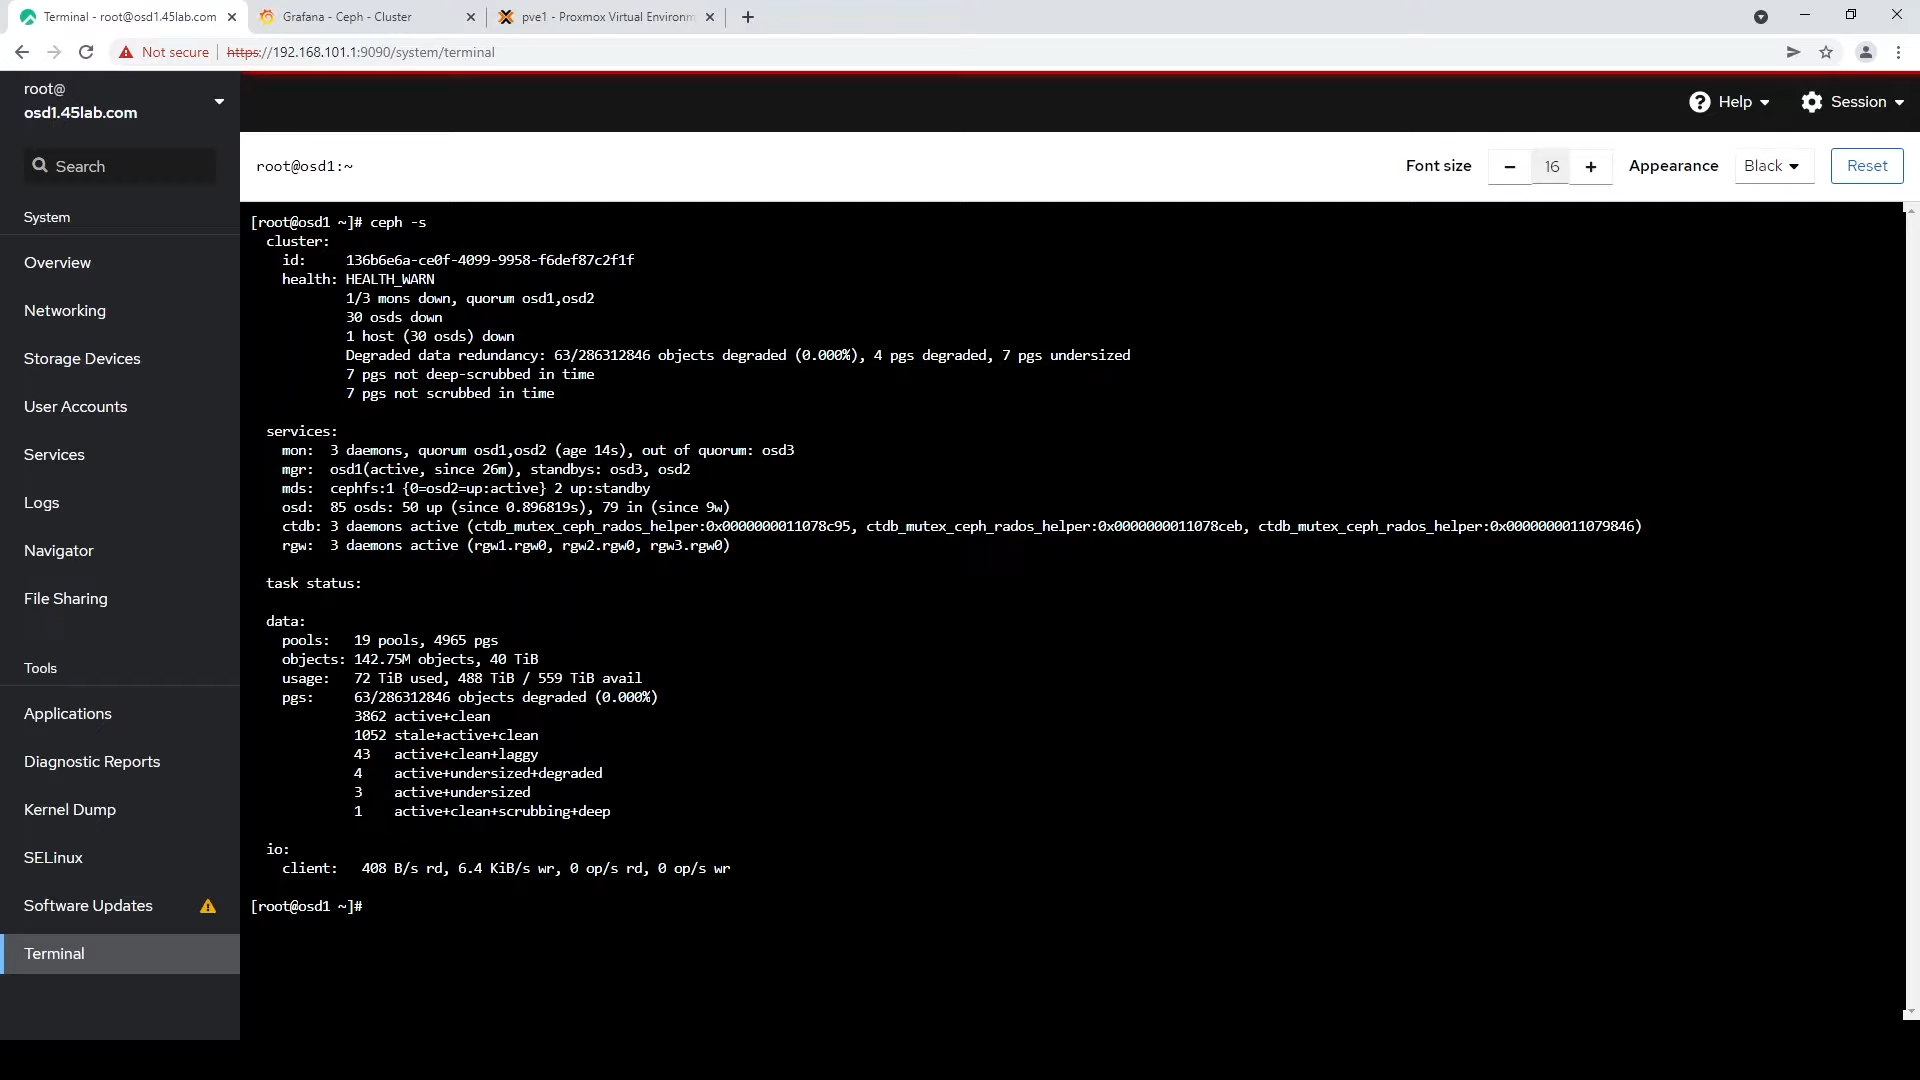 Terminal - root@osd1.45lab.com
Grafana - Ceph - Cluster
pve1 - Proxmox Virtual Environm
Not secure
https://192.168.101.1:9090/system/terminal
root@
osd1.45lab.com
Help
Session
Search
root@osd1:~
Font size
16
Appearance
Black
Reset
System
Overview
Networking
Storage Devices
User Accounts
Services
Logs
Navigator
File Sharing
Tools
Applications
Diagnostic Reports
Kernel Dump
SELinux
Software Updates
Terminal
[root@osd1 ~]# ceph -s
cluster:
id: 136b6e6a-ce0f-4099-9958-f6def87c2f1f
health: HEALTH_WARN
1/3 mons down, quorum osd1,osd2
30 osds down
1 host (30 osds) down
Degraded data redundancy: 63/286312846 objects degraded (0.000%), 4 pgs degraded, 7 pgs undersized
7 pgs not deep-scrubbed in time
7 pgs not scrubbed in time
services:
mon: 3 daemons, quorum osd1,osd2 (age 14s), out of quorum: osd3
mgr: osd1(active, since 26m), standbys: osd3, osd2
mds: cephfs:1 {0=osd2=up:active} 2 up:standby
osd: 85 osds: 50 up (since 0.896819s), 79 in (since 9w)
ctdb: 3 daemons active (ctdb_mutex_ceph_rados_helper:0x0000000011078c95, ctdb_mutex_ceph_rados_helper:0x0000000011078ceb, ctdb_mutex_ceph_rados_helper:0x0000000011079846)
rgw: 3 daemons active (rgw1.rgw0, rgw2.rgw0, rgw3.rgw0)
task status:
data:
pools: 19 pools, 4965 pgs
objects: 142.75M objects, 40 TiB
usage: 72 TiB used, 488 TiB / 559 TiB avail
pgs: 63/286312846 objects degraded (0.000%)
3862 active+clean
1052 stale+active+clean
43 active+clean+laggy
4 active+undersized+degraded
3 active+undersized
1 active+clean+scrubbing+deep
io:
client: 408 B/s rd, 6.4 KiB/s wr, 0 op/s rd, 0 op/s wr
[root@osd1 ~]#